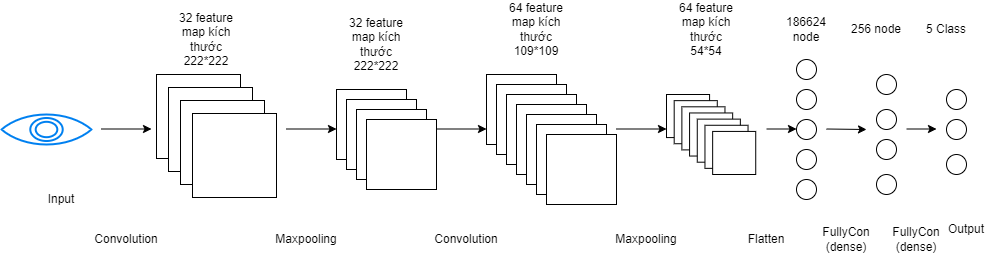 32 feature
map kích
thước
222*222
32 feature
map kích
thước
222*222
64 feature
map kích
thước
109*109
64 feature
map kích
thước
54*54
186624
node
256 node
5 Class
Input
Convolution
Maxpooling
Convolution
Maxpooling
Flatten
FullyCon
(dense)
FullyCon
(dense)
Output